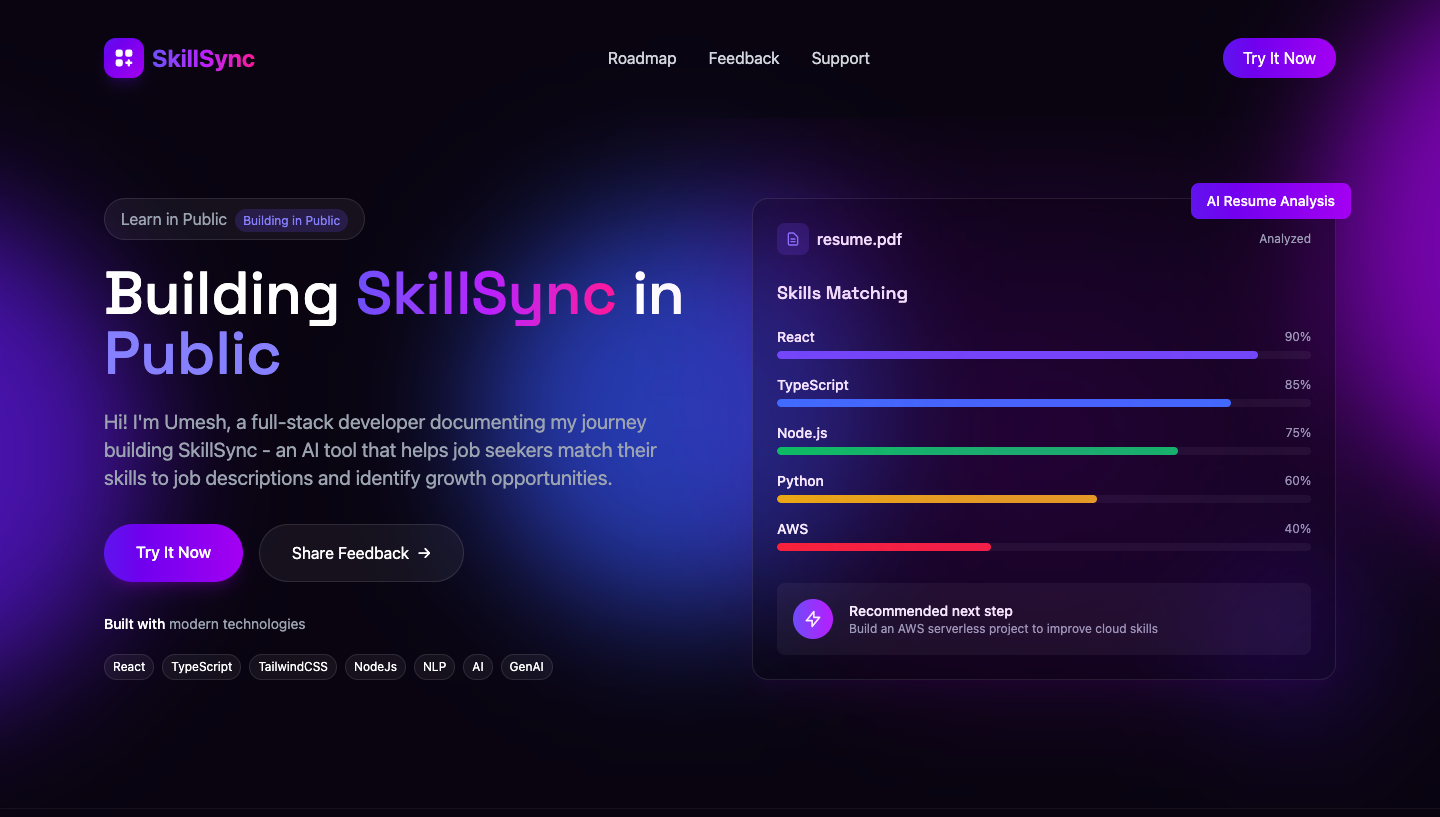 SkillSync
Roadmap Feedback Support
Try It Now
Learn in Public Building in Public
Building SkillSync in
Public
Hi! I'm Umesh, a full-stack developer documenting my journey
building SkillSync - an AI tool that helps job seekers match their
skills to job descriptions and identify growth opportunities.
Try It Now
Share Feedback →
Built with modern technologies
React TypeScript TailwindCSS NodeJs NLP AI GenAI
AI Resume Analysis
resume.pdf Analyzed
Skills Matching
React 90%
TypeScript 85%
Node.js 75%
Python 60%
AWS 40%
Recommended next step
Build an AWS serverless project to improve cloud skills